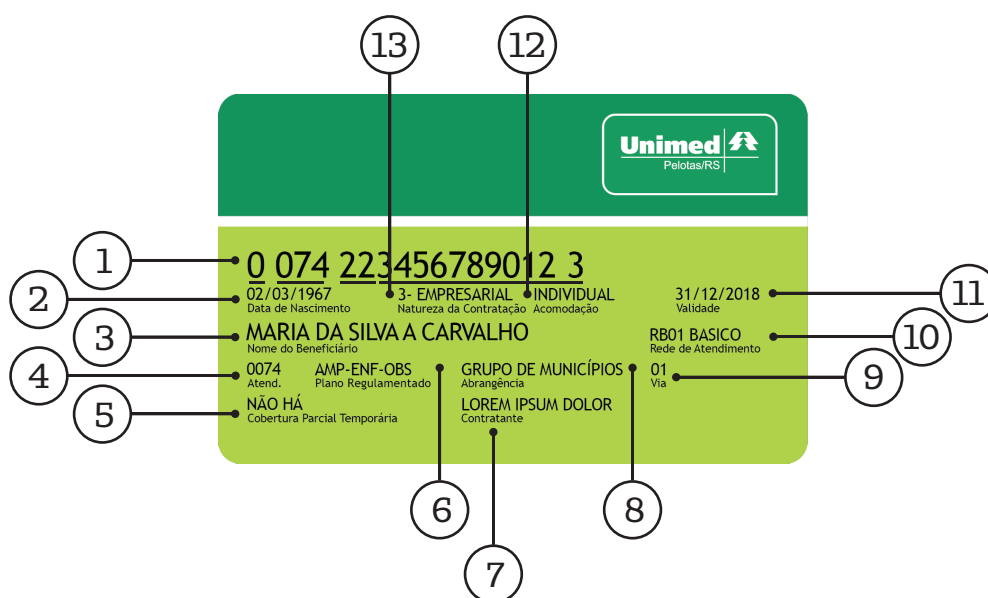 13 12
Unimed
Pelotas/RS
1 0 074 223456789012 3
2 02/03/1967 3- EMPRESARIAL INDIVIDUAL 31/12/2018 11
Data de Nascimento Natureza da Contratação Acomodação Validade
3 MARIA DA SILVA A CARVALHO RB01 BASICO 10
Nome do Beneficiário Rede de Atendimento
4 0074 AMP-ENF-OBS GRUPO DE MUNICÍPIOS 01 9
Atend. Plano Regulamentado Abrangência Via
5 NÃO HÁ LOREM IPSUM DOLOR
Cobertura Parcial Temporária Contratante
6 8
7